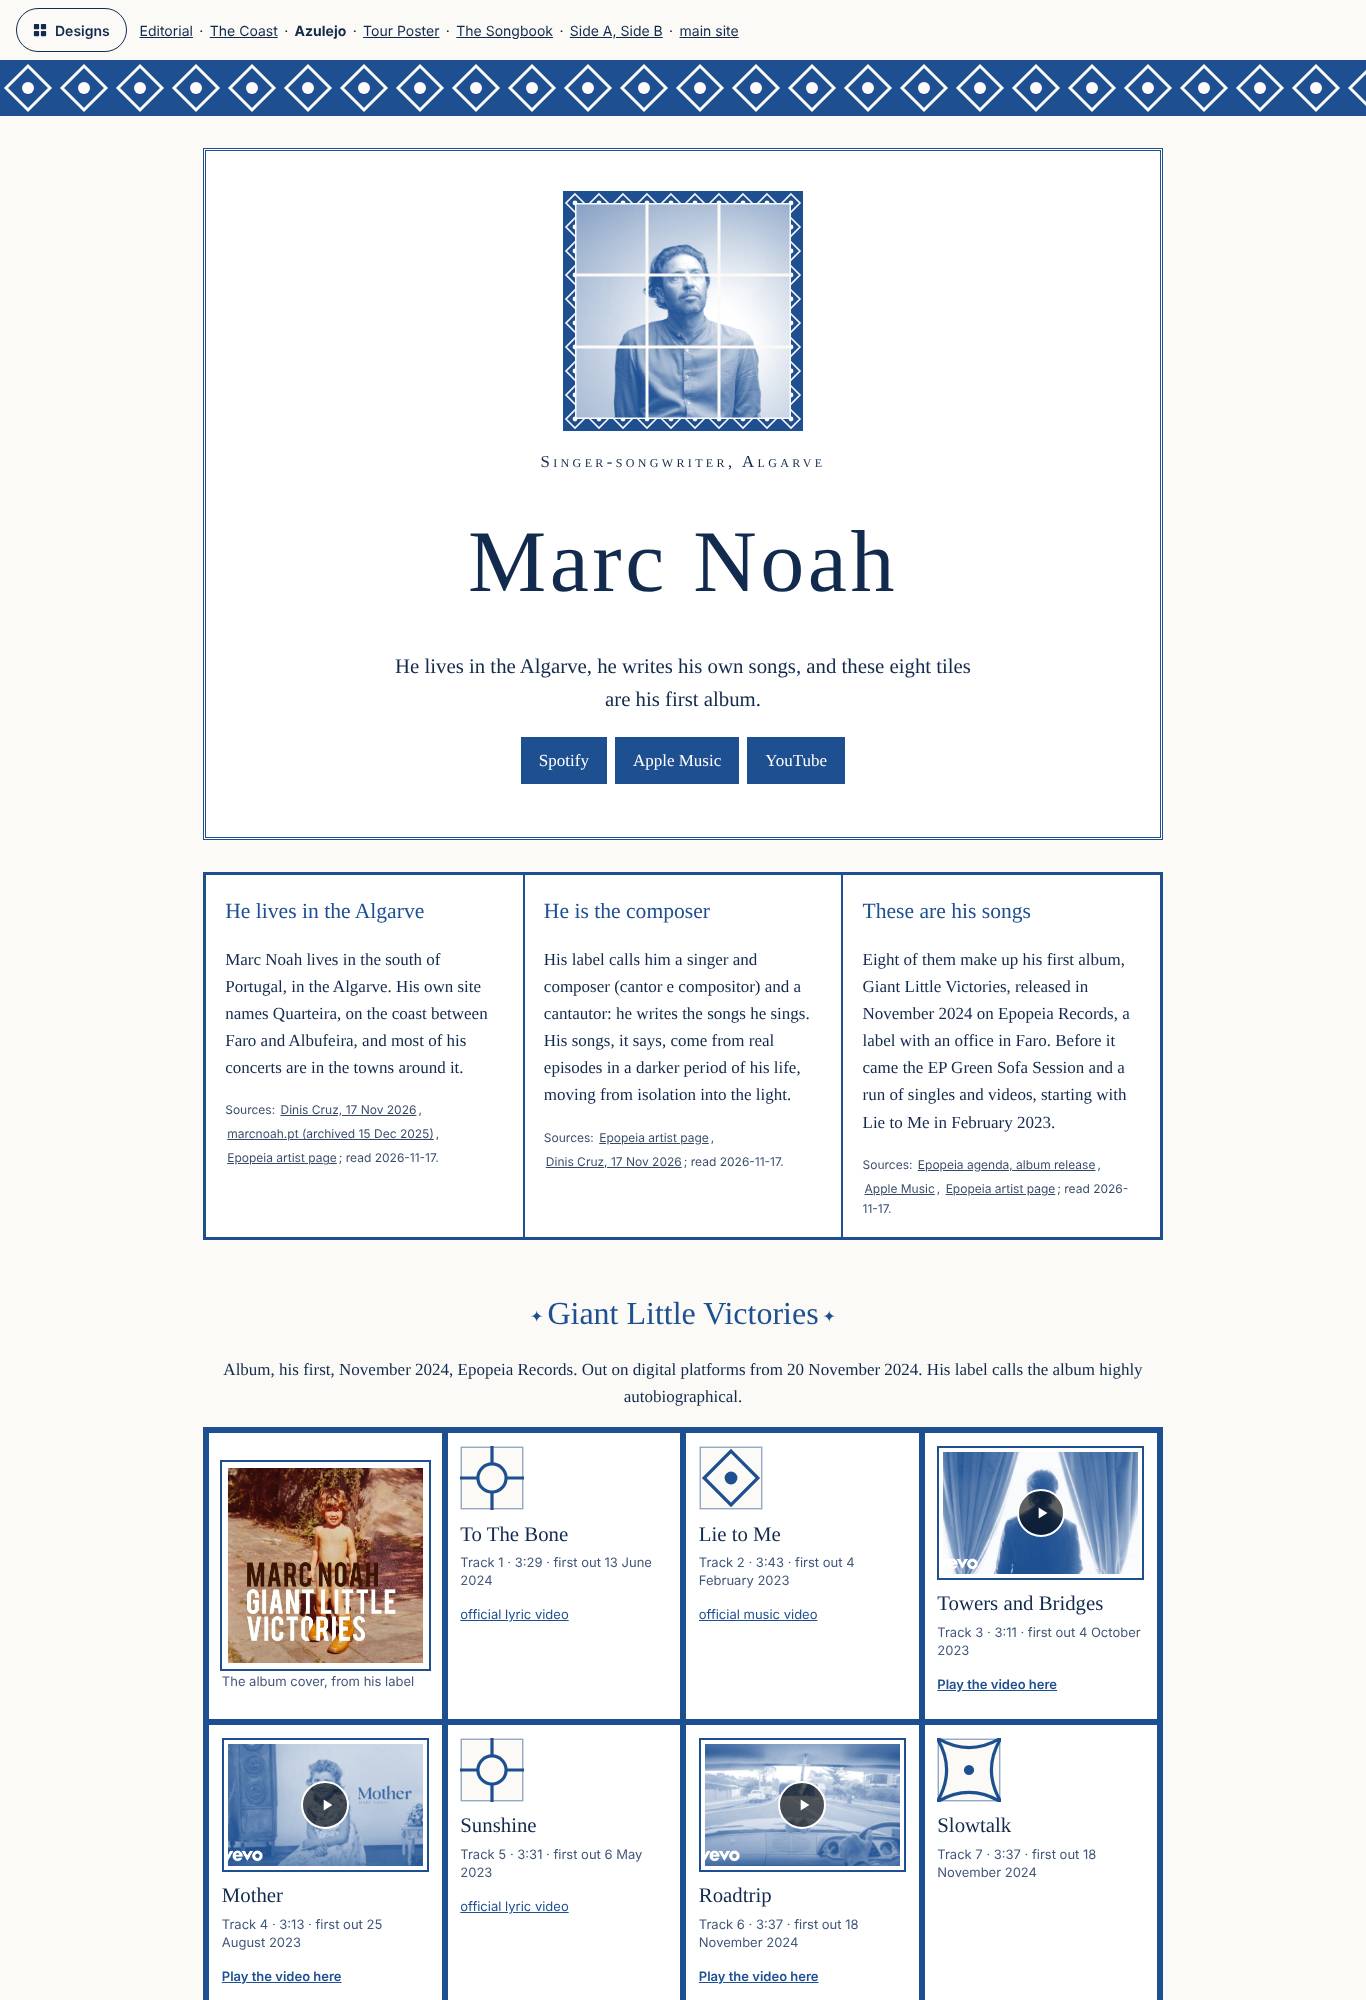 Designs Editorial · The Coast · Azulejo · Tour Poster · The Songbook · Side A, Side B · main site
Singer-songwriter, Algarve
Marc Noah
He lives in the Algarve, he writes his own songs, and these eight tiles
are his first album.
Spotify Apple Music YouTube
He lives in the Algarve
Marc Noah lives in the south of
Portugal, in the Algarve. His own site
names Quarteira, on the coast between
Faro and Albufeira, and most of his
concerts are in the towns around it.
Sources: Dinis Cruz, 17 Nov 2026,
marcnoah.pt (archived 15 Dec 2025),
Epopeia artist page; read 2026-11-17.
He is the composer
His label calls him a singer and
composer (cantor e compositor) and a
cantautor: he writes the songs he sings.
His songs, it says, come from real
episodes in a darker period of his life,
moving from isolation into the light.
Sources: Epopeia artist page,
Dinis Cruz, 17 Nov 2026; read 2026-11-17.
These are his songs
Eight of them make up his first album,
Giant Little Victories, released in
November 2024 on Epopeia Records, a
label with an office in Faro. Before it
came the EP Green Sofa Session and a
run of singles and videos, starting with
Lie to Me in February 2023.
Sources: Epopeia agenda, album release,
Apple Music, Epopeia artist page; read 2026-
11-17.
✦ Giant Little Victories ✦
Album, his first, November 2024, Epopeia Records. Out on digital platforms from 20 November 2024. His label calls the album highly
autobiographical.
MARC NOAH
GIANT LITTLE
VICTORIES
The album cover, from his label
To The Bone
Track 1 · 3:29 · first out 13 June
2024
official lyric video
Lie to Me
Track 2 · 3:43 · first out 4
February 2023
official music video
evo
Towers and Bridges
Track 3 · 3:11 · first out 4 October
2023
Play the video here
Mother
vevo
Mother
Track 4 · 3:13 · first out 25
August 2023
Play the video here
Sunshine
Track 5 · 3:31 · first out 6 May
2023
official lyric video
vevo
Roadtrip
Track 6 · 3:37 · first out 18
November 2024
Play the video here
Slowtalk
Track 7 · 3:37 · first out 18
November 2024